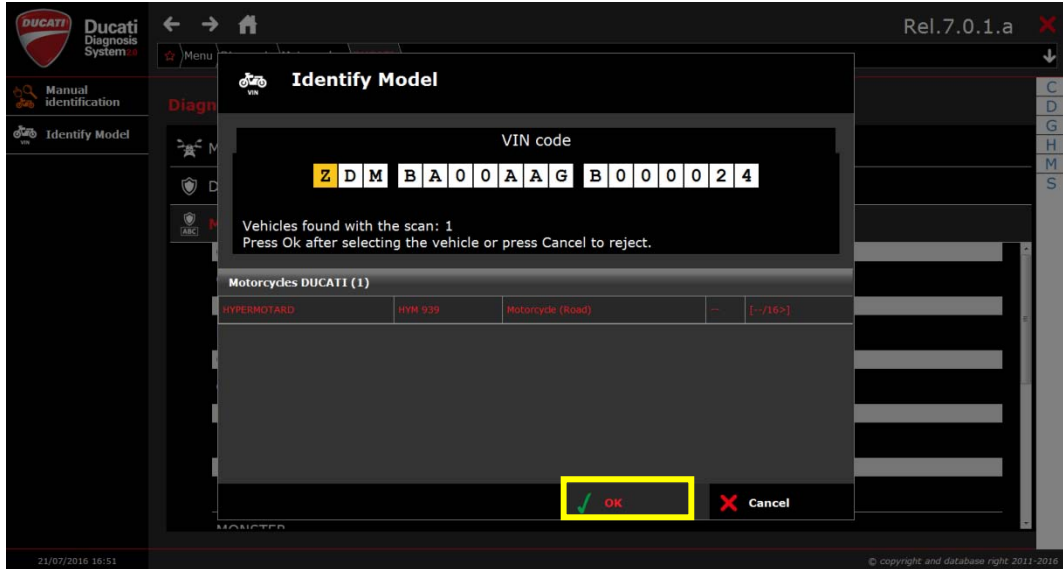 DUCATI
Ducati
Diagnosis
System 2.0
Rel.7.0.1.a
Menu
Manual
identification
Identify Model
Diagn
M
D
ABC
M
C
D
G
H
M
S
VIN
Identify Model
VIN code
Z D M B A 0 0 A A G B 0 0 0 0 2 4
Vehicles found with the scan: 1
Press Ok after selecting the vehicle or press Cancel to reject.
Motorcycles DUCATI (1)
HYPERMOTARD HYM 939 Motorcycle (Road) -- [--/16>]
OK Cancel
MONSTER
21/07/2016 16:51
© copyright and database right 2011-2016